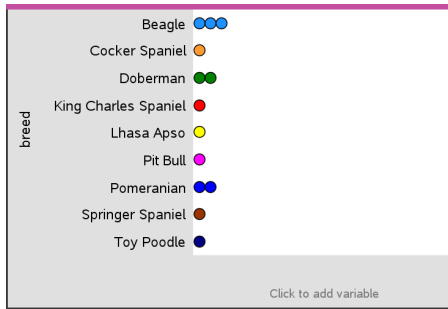 Beagle
Cocker Spaniel
Doberman
King Charles Spaniel
breed
Lhasa Apso
Pit Bull
Pomeranian
Springer Spaniel
Toy Poodle
Click to add variable